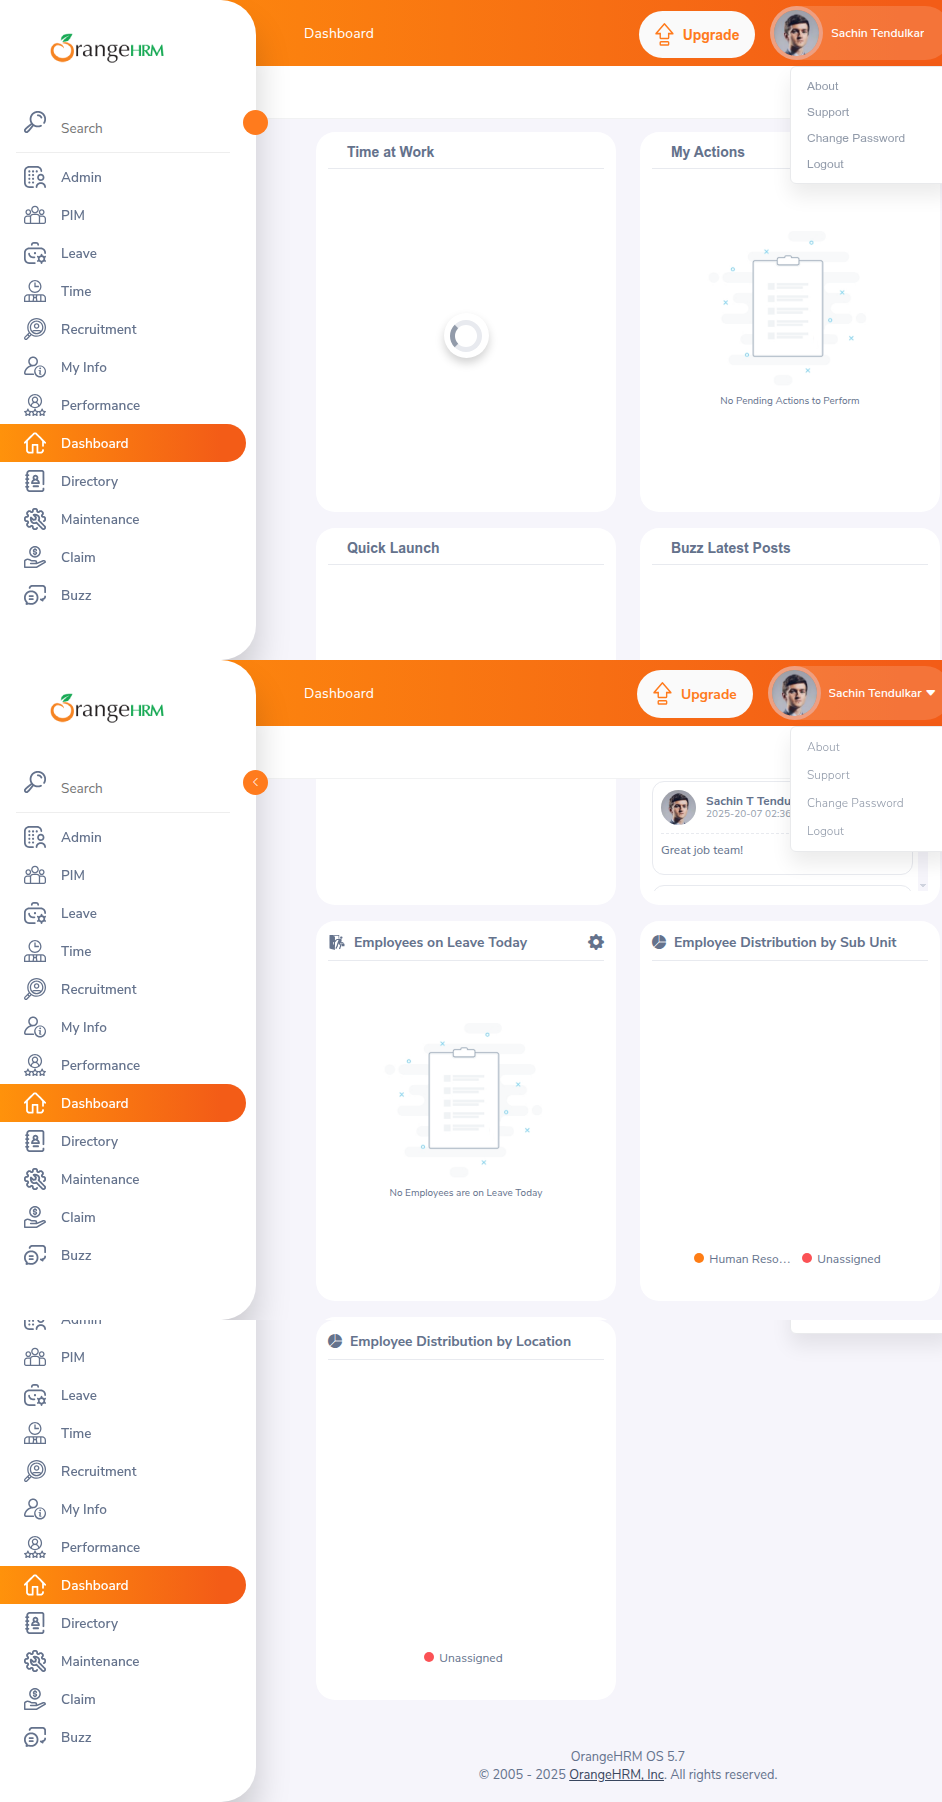 OrangeHRM
Dashboard
Upgrade
Sachin Tendulkar
About
Support
Change Password
Logout
Search
Admin
PIM
Leave
Time
Recruitment
My Info
Performance
Dashboard
Directory
Maintenance
Claim
Buzz
Time at Work
My Actions
No Pending Actions to Perform
Quick Launch
Buzz Latest Posts
OrangeHRM
Dashboard
Upgrade
Sachin Tendulkar
About
Support
Change Password
Logout
Search
Admin
PIM
Leave
Time
Recruitment
My Info
Performance
Dashboard
Directory
Maintenance
Claim
Buzz
Sachin T Tendu
2025-20-07 02:36
Great job team!
Employees on Leave Today
No Employees are on Leave Today
Employee Distribution by Sub Unit
Human Reso...
Unassigned
Admin
PIM
Leave
Time
Recruitment
My Info
Performance
Dashboard
Directory
Maintenance
Claim
Buzz
Employee Distribution by Location
Unassigned
OrangeHRM OS 5.7
© 2005 - 2025 OrangeHRM, Inc. All rights reserved.